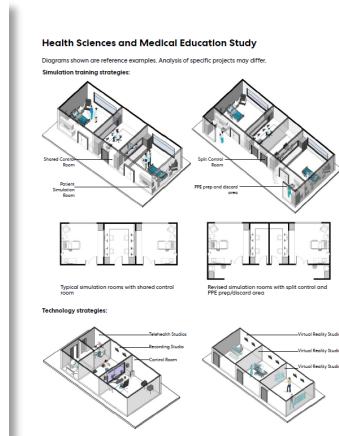 Health Sciences and Medical Education Study
Diagrams shown are reference examples. Analysis of specific projects may differ.
Simulation training strategies:
Shared Control
Room
Patient
Simulation
Room
Split Control
Room
PPE prep and discard
area
Typical simulation rooms with shared control
room
Revised simulation rooms with split control and
PPE prep/discard area
Technology strategies:
Telehealth Studios
Recording Studio
Control Room
Virtual Reality Studio
Virtual Reality Studio
Virtual Reality Studio